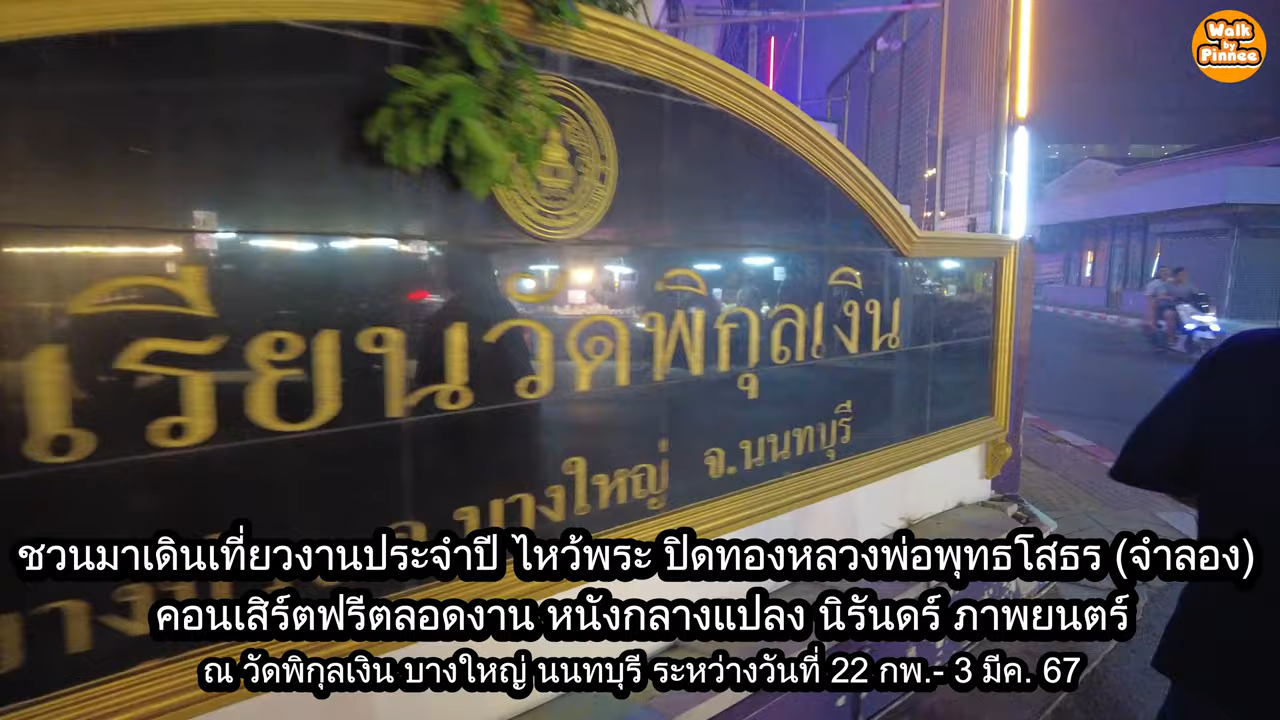 Walk
by
Pinnee
เรียนวัดพิกุลเงิน
อ.บางใหญ่ จ.นนทบุรี
ชวนมาเดินเที่ยวงานประจำปี ไหว้พระ ปิดทองหลวงพ่อพุทธโสธร (จำลอง)
คอนเสิร์ตฟรีตลอดงาน หนังกลางแปลง นิรันดร์ ภาพยนตร์
ณ วัดพิกุลเงิน บางใหญ่ นนทบุรี ระหว่างวันที่ 22 กพ.- 3 มีค. 67